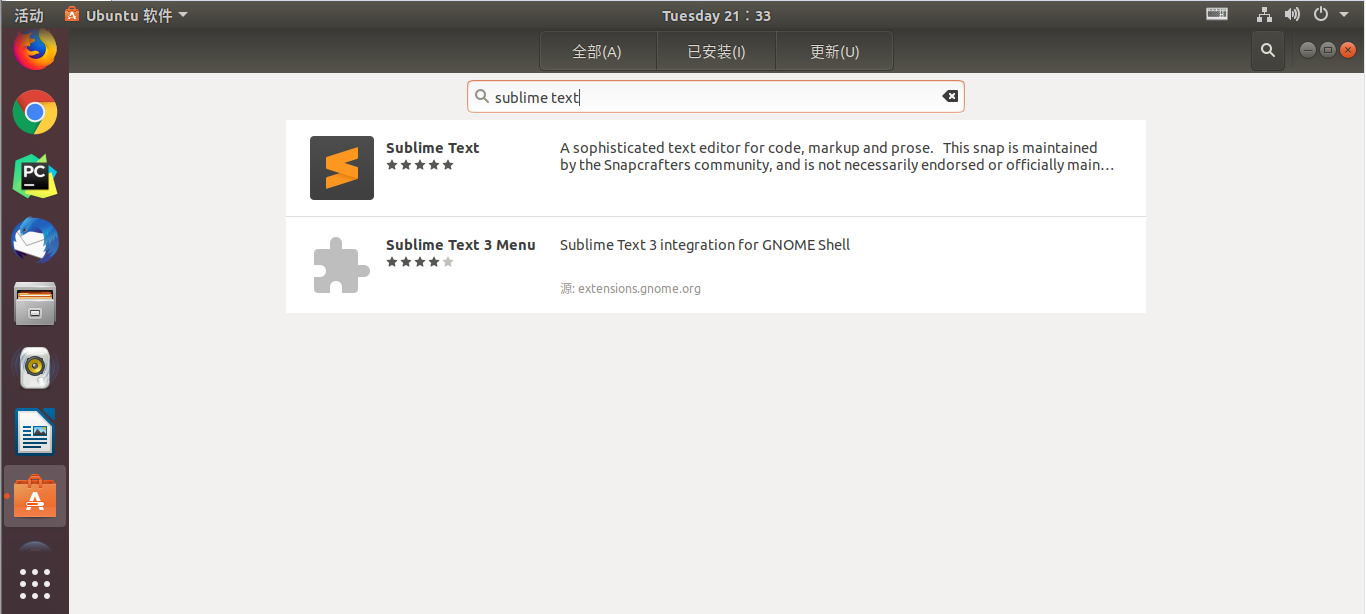 活动 Ubuntu 软件 Tuesday 21：33
全部(A) 已安装(I) 更新(U)
sublime text
Sublime Text
A sophisticated text editor for code, markup and prose. This snap is maintained
by the Snapcrafters community, and is not necessarily endorsed or officially main…
PC
Sublime Text 3 Menu
Sublime Text 3 integration for GNOME Shell
源: extensions.gnome.org